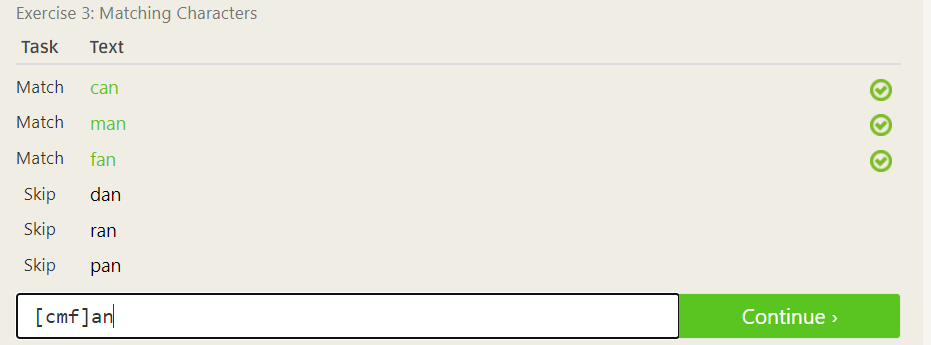 Exercise 3: Matching Characters
Task Text
Match can
Match man
Match fan
Skip dan
Skip ran
Skip pan
[cmf]an
Continue ›